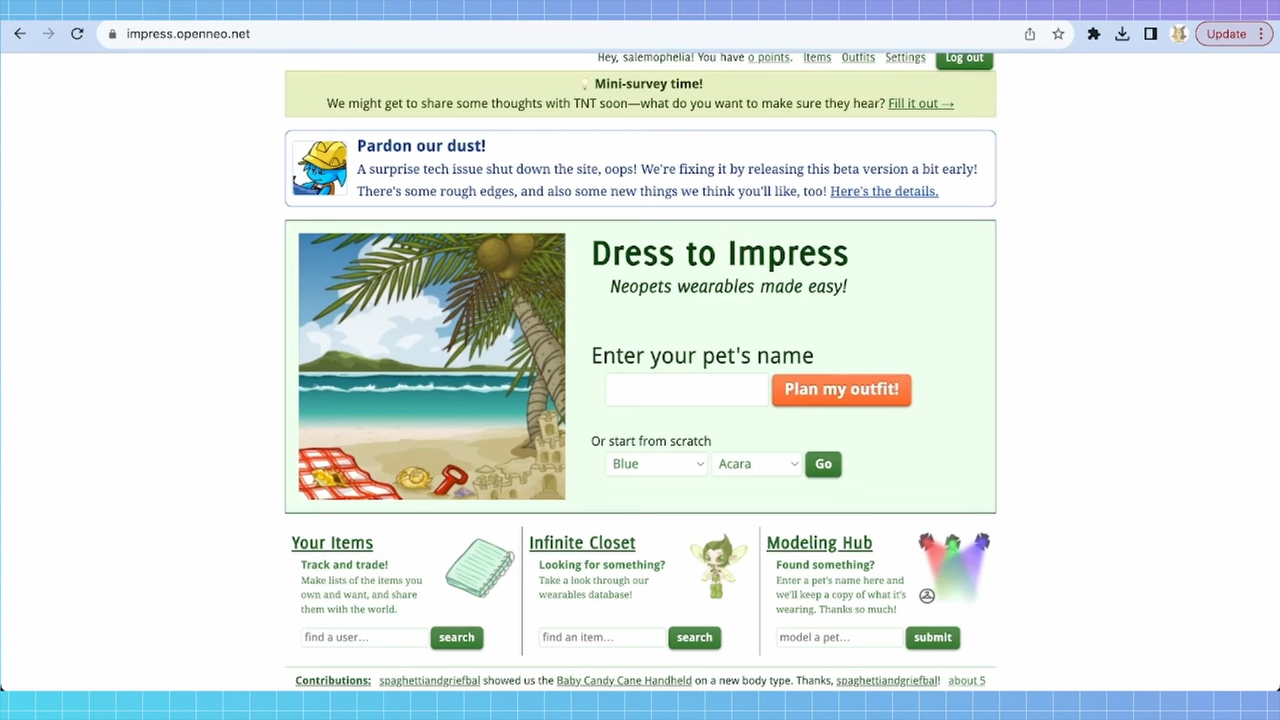 impress.openneo.net
Update
Hey, salemophelia! You have 0 points. Items Outfits Settings Log out
Mini-survey time!
We might get to share some thoughts with TNT soon—what do you want to make sure they hear? Fill it out →
Pardon our dust!
A surprise tech issue shut down the site, oops! We're fixing it by releasing this beta version a bit early!
There's some rough edges, and also some new things we think you'll like, too! Here's the details.
Dress to Impress
Neopets wearables made easy!
Enter your pet's name
Plan my outfit!
Or start from scratch
Blue Acara Go
Your Items
Track and trade!
Make lists of the items you
own and want, and share
them with the world.
find a user... search
Infinite Closet
Looking for something?
Take a look through our
wearables database!
find an item... search
Modeling Hub
Found something?
Enter a pet's name here and
we'll keep a copy of what it's
wearing. Thanks so much!
model a pet... submit
Contributions: spaghettiandgriefbal showed us the Baby Candy Cane Handheld on a new body type. Thanks, spaghettiandgriefbal! about 5